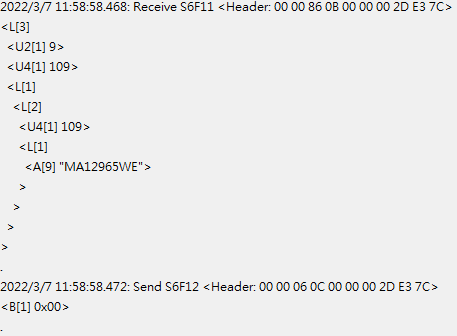 2022/3/7 11:58:58.468: Receive S6F11 <Header: 00 00 86 0B 00 00 00 2D E3 7C>
<L[3]
<U2[1] 9>
<U4[1] 109>
<L[1]
<L[2]
<U4[1] 109>
<L[1]
<A[9] "MA12965WE">
>
>
>
>
.
2022/3/7 11:58:58.472: Send S6F12 <Header: 00 00 06 0C 00 00 00 2D E3 7C>
<B[1] 0x00>
.